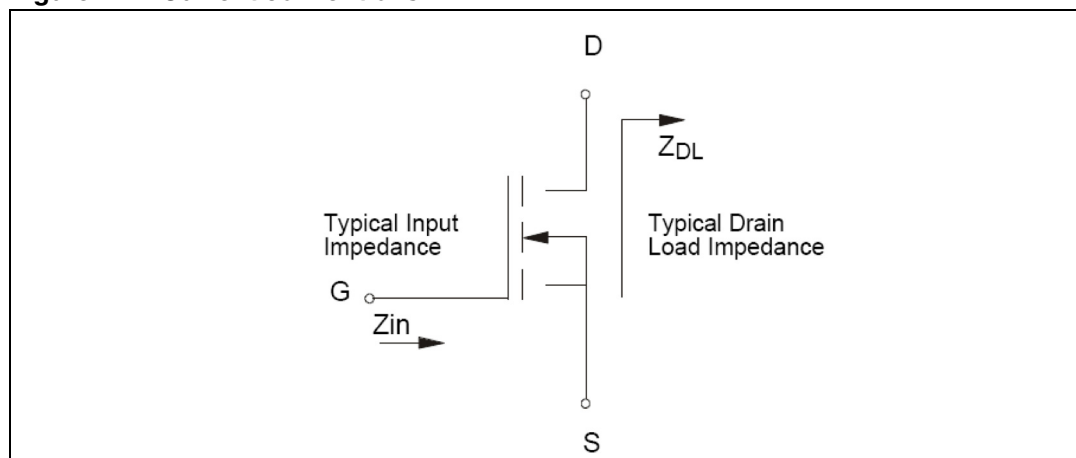 D
ZDL
Typical Input
Impedance
Typical Drain
Load Impedance
G
Zin
S